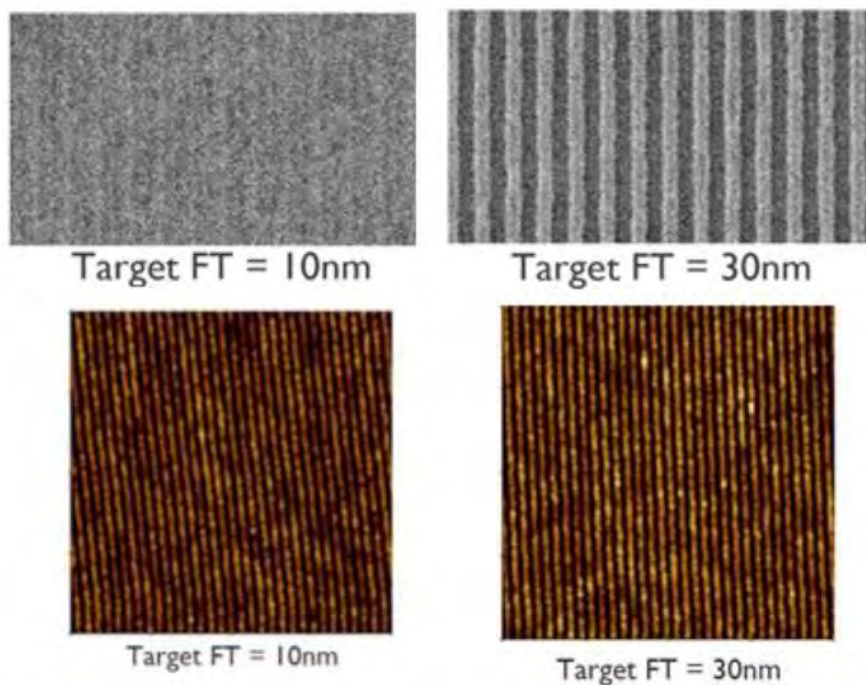 Target FT = 10nm
Target FT = 30nm
Target FT = 10nm
Target FT = 30nm